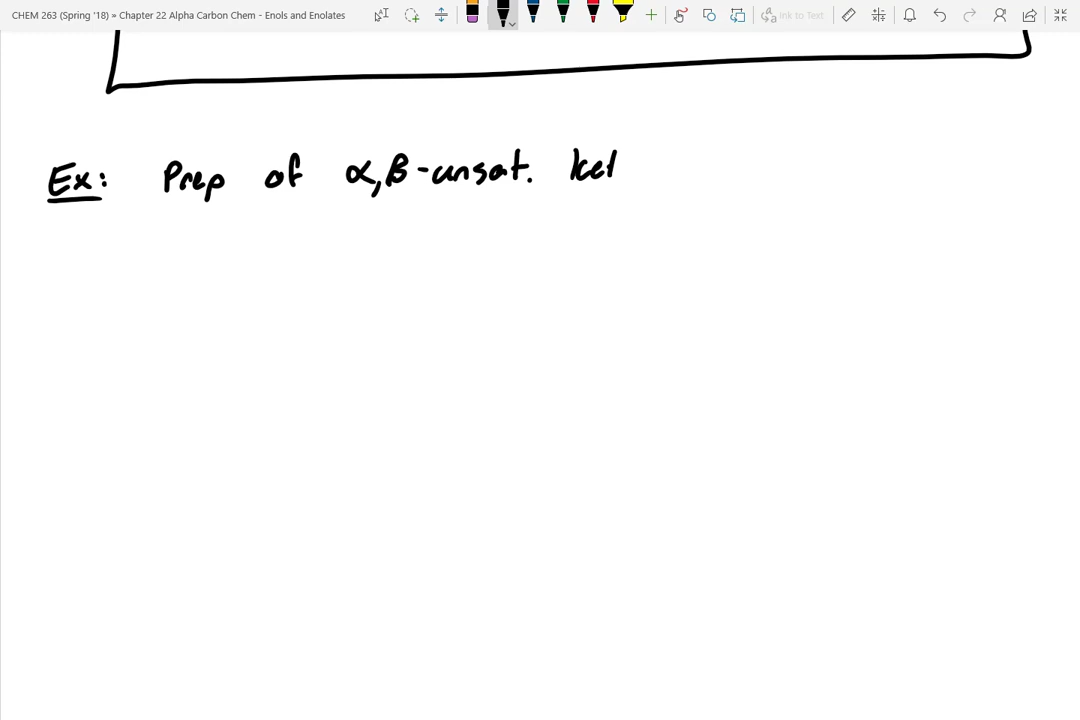 CHEM 263 (Spring '18) » Chapter 22 Alpha Carbon Chem - Enols and Enolates
Ink to Text
Ex: Prep of α,β-unsat. ket